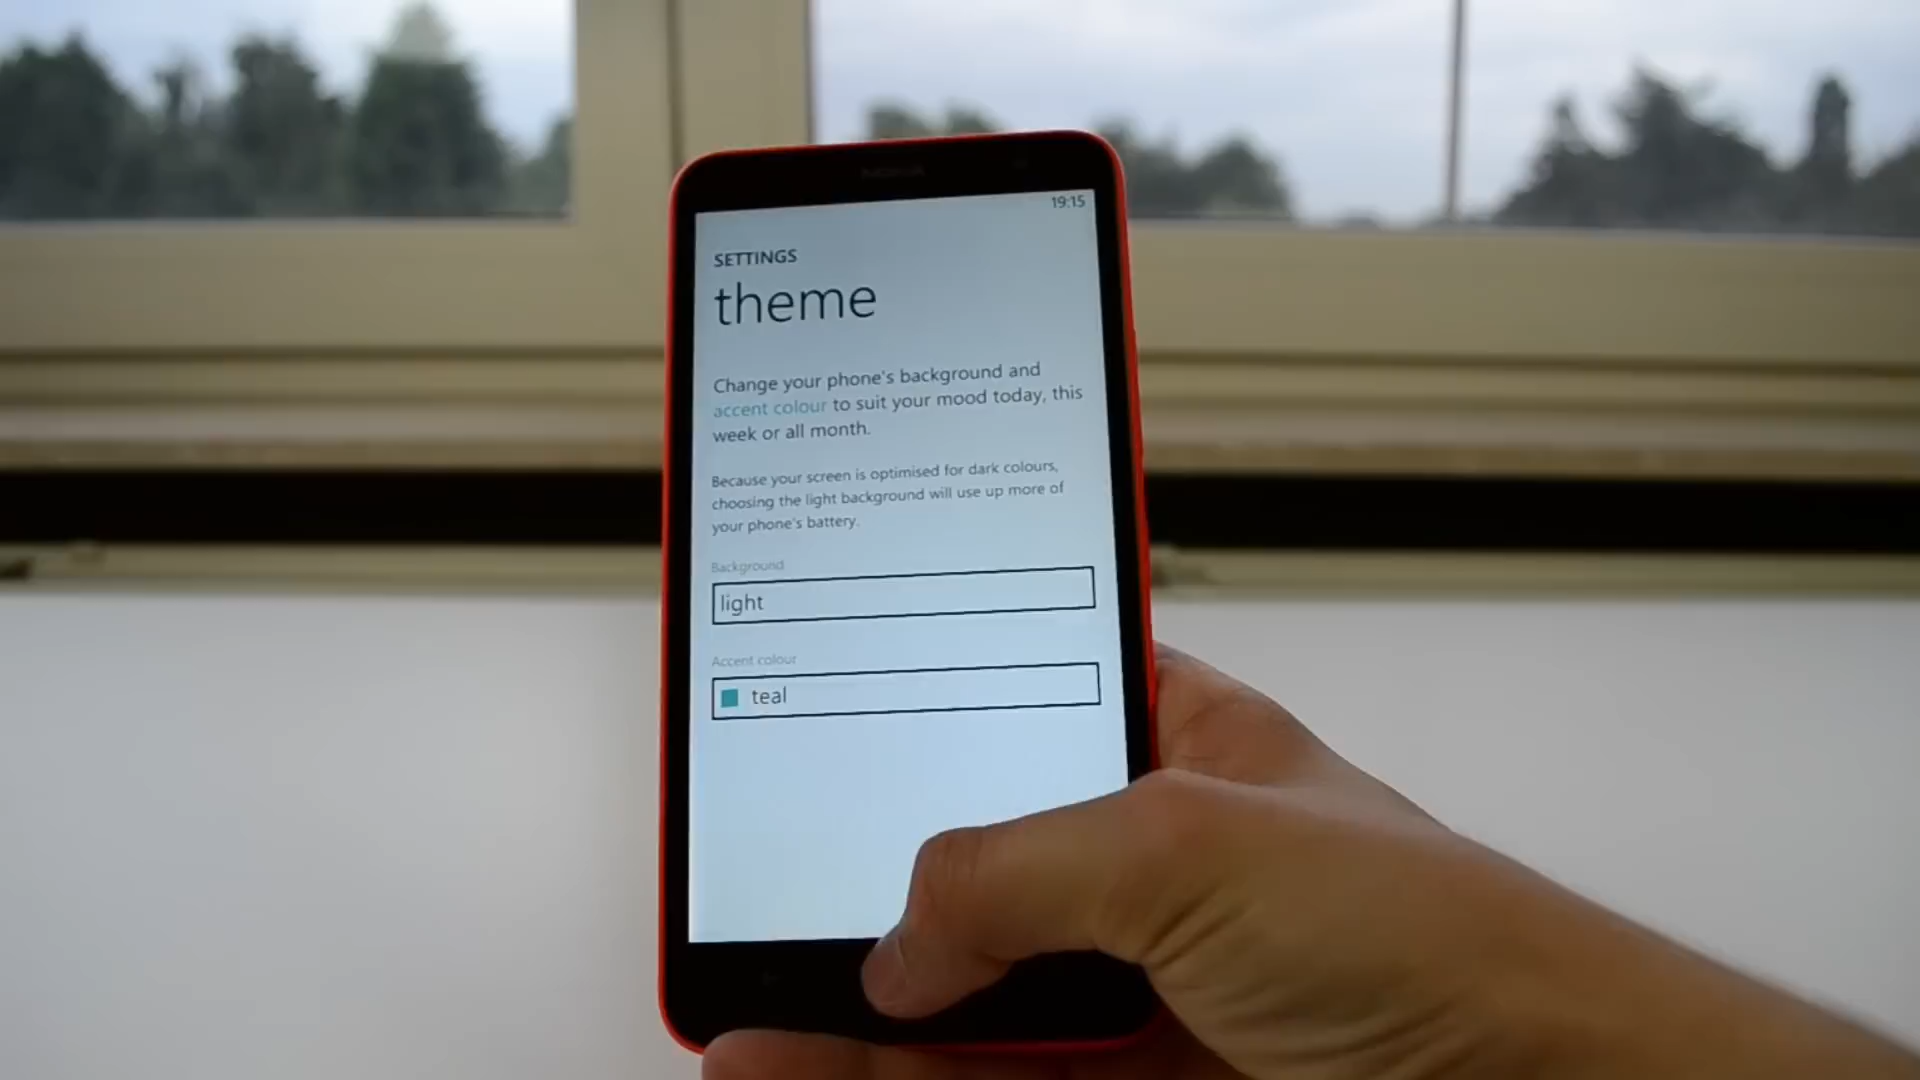 NOKIA
19:15
SETTINGS
theme
Change your phone's background and
accent colour to suit your mood today, this
week or all month.
Because your screen is optimised for dark colours,
choosing the light background will use up more of
your phone's battery.
Background
light
Accent colour
teal